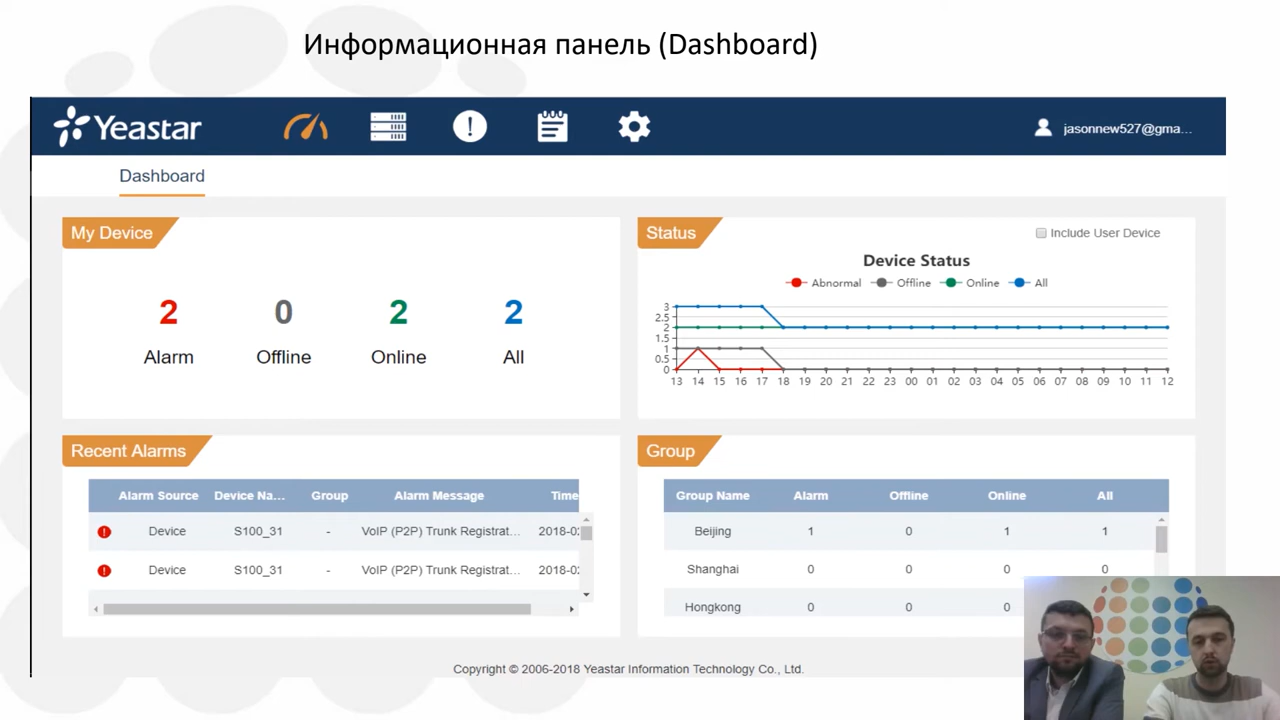 Информационная панель (Dashboard)
Yeastar
jasonnew527@gma...
Dashboard
My Device
2 0 2 2
Alarm Offline Online All
Status
Include User Device
Device Status
Abnormal Offline Online All
3
2.5
2
1.5
1
0.5
0
13 14 15 16 17 18 19 20 21 22 23 00 01 02 03 04 05 06 07 08 09 10 11 12
Recent Alarms
Alarm Source Device Na... Group Alarm Message Time
Device S100_31 - VoIP (P2P) Trunk Registrat... 2018-02
Device S100_31 - VoIP (P2P) Trunk Registrat... 2018-02
Group
Group Name Alarm Offline Online All
Beijing 1 0 1 1
Shanghai 0 0 0 0
Hongkong 0 0 0
Copyright © 2006-2018 Yeastar Information Technology Co., Ltd.